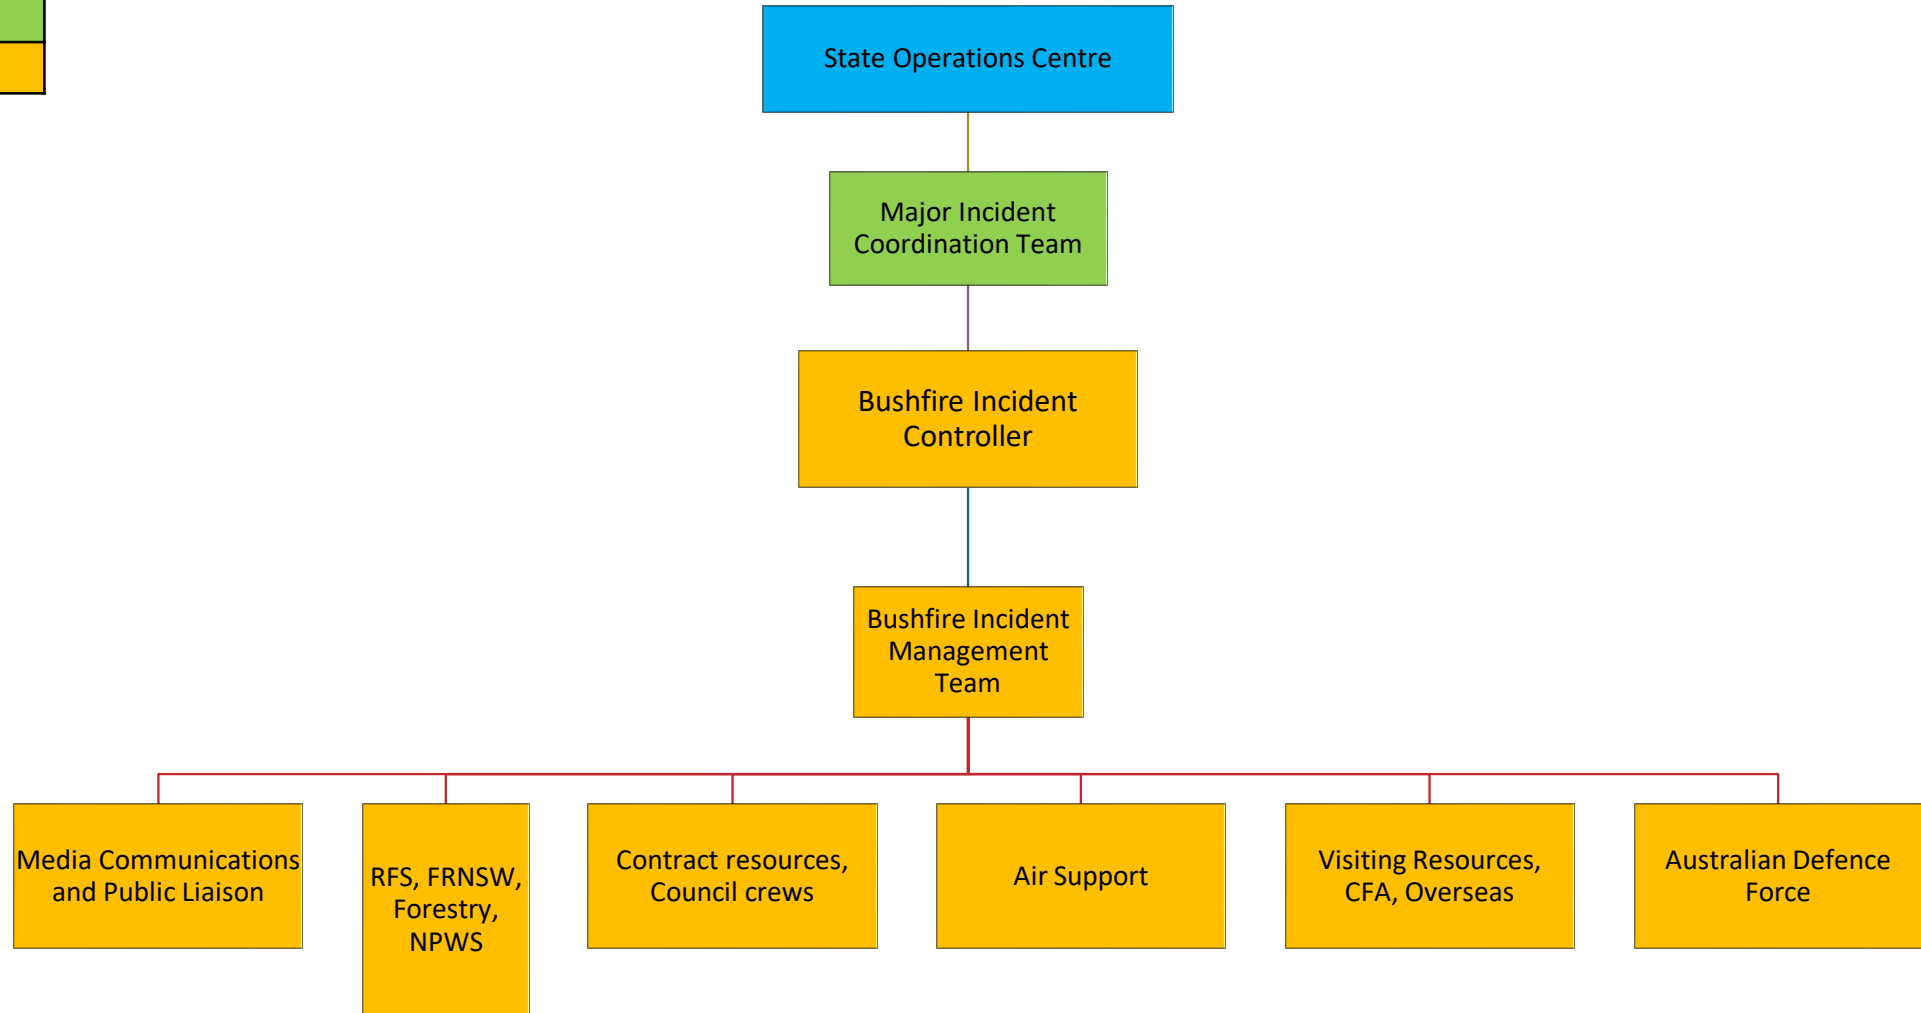 State Operations Centre
Major Incident
Coordination Team
Bushfire Incident
Controller
Bushfire Incident
Management
Team
Media Communications
and Public Liaison
RFS, FRNSW,
Forestry,
NPWS
Contract resources,
Council crews
Air Support
Visiting Resources,
CFA, Overseas
Australian Defence
Force